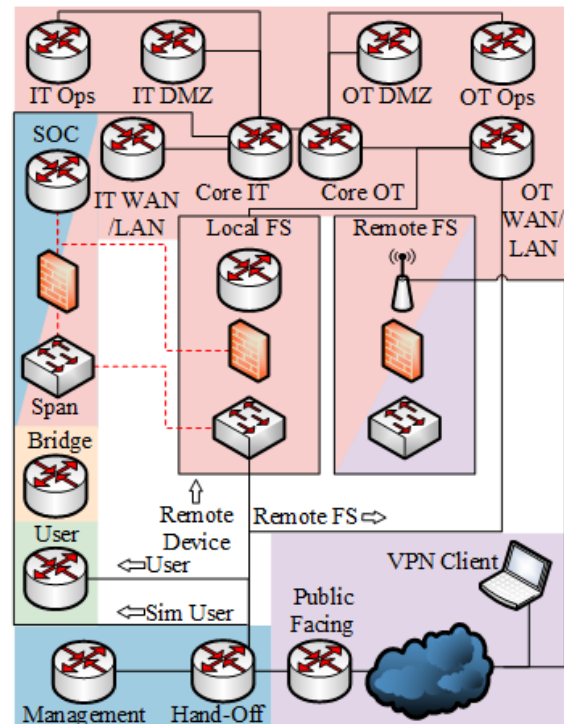 IT Ops
IT DMZ
OT DMZ
OT Ops
SOC
IT WAN
/LAN
Core IT
Core OT
OT
WAN/
LAN
Local FS
Remote FS
Span
Bridge
User
Remote
Device
Remote FS
User
Sim User
VPN Client
Public
Facing
Management
Hand-Off